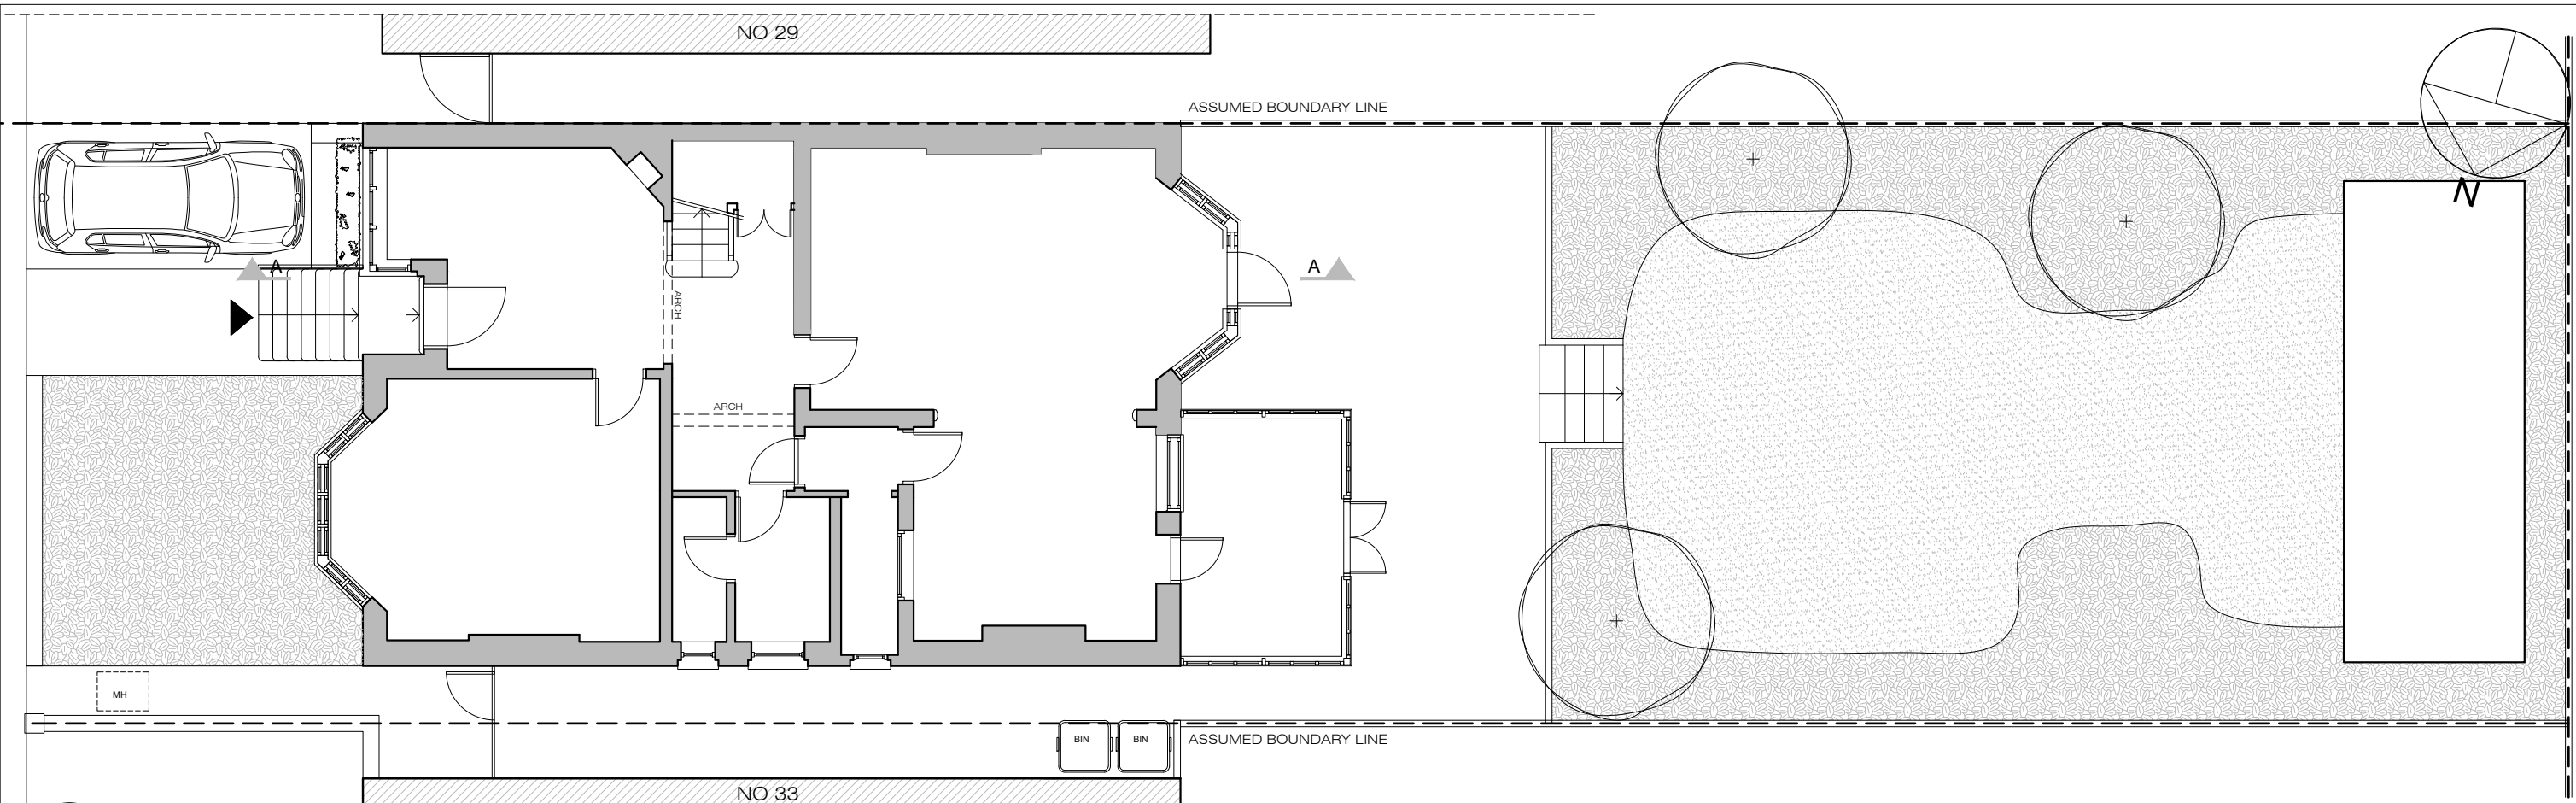 NO 29
ASSUMED BOUNDARY LINE
N
A
A
ARCH
ARCH
MH
BIN
BIN
ASSUMED BOUNDARY LINE
NO 33